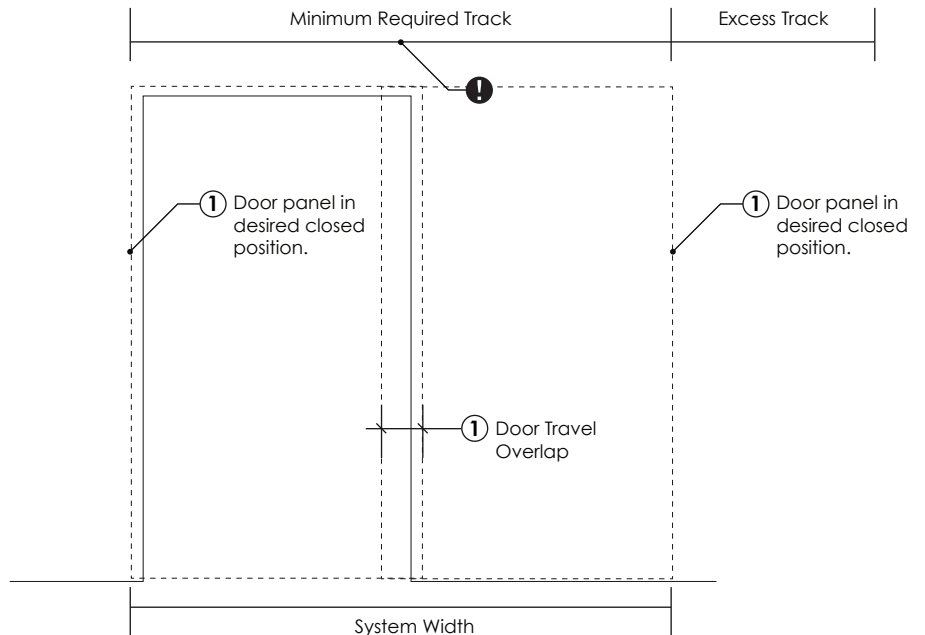 Minimum Required Track
Excess Track
!
1 Door panel in
desired closed
position.
1 Door panel in
desired closed
position.
1 Door Travel
Overlap
System Width